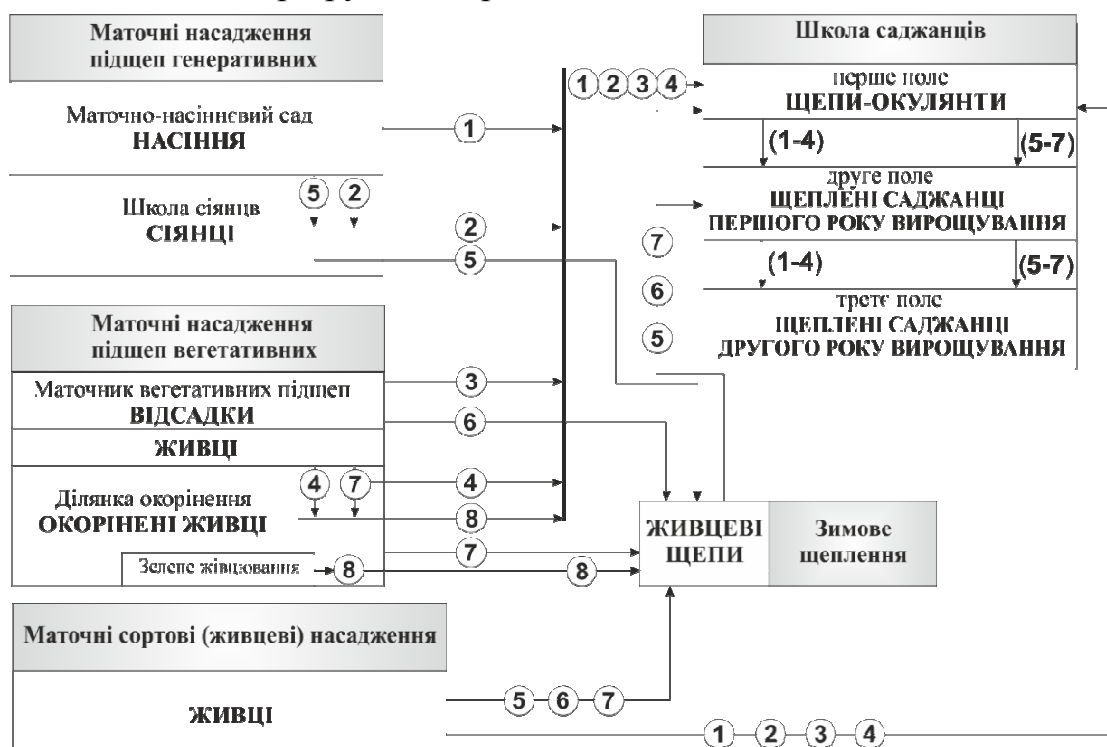 Маточні насадження
підщеп генеративних
Маточно-насіннєвий сад
НАСІННЯ
1
5 2
Школа сіянців
СІЯНЦІ
2
5
Маточні насадження
підщеп вегетативних
Маточник вегетативних підщеп
ВІДСАДКИ
3
6
ЖИВЦІ
4 7
Ділянка окорінення
ОКОРІНЕНІ ЖИВЦІ
4
8
7
Зелене живцювання
8
8
Маточні сортові (живцеві) насадження
ЖИВЦІ
5 6 7
1 2 3 4
1 2 3 4
Школа саджанців
перше поле
ЩЕПИ-ОКУЛЯНТИ
(1-4) (5-7)
друге поле
ЩЕПЛЕНІ САДЖАНЦІ
ПЕРШОГО РОКУ ВИРОЩУВАННЯ
7
6
5
(1-4) (5-7)
третє поле
ЩЕПЛЕНІ САДЖАНЦІ
ДРУГОГО РОКУ ВИРОЩУВАННЯ
ЖИВЦЕВІ
ЩЕПИ
Зимове
щеплення